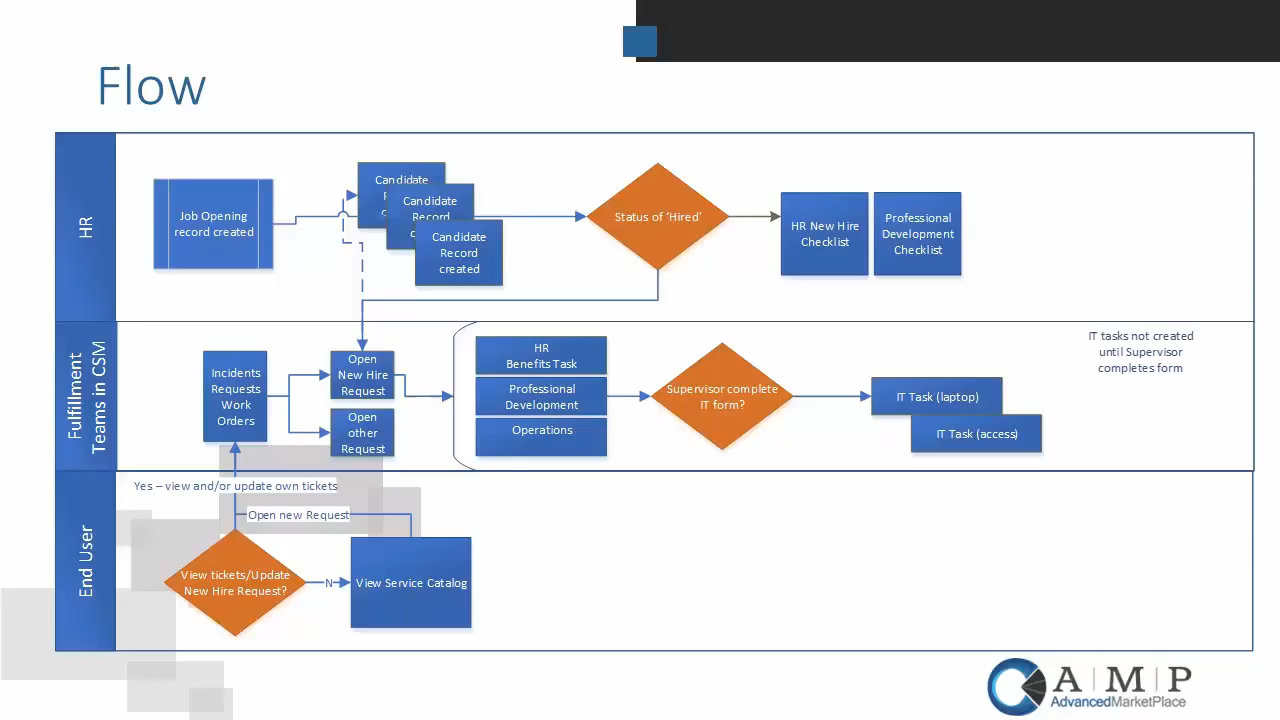 Flow
HR
Job Opening
record created
Candidate
Candidate
Record
Candidate
Record
created
Status of ‘Hired’
HR New Hire
Checklist
Professional
Development
Checklist
Fulfillment
Teams in CSM
Incidents
Requests
Work
Orders
Open
New Hire
Request
Open
other
Request
HR
Benefits Task
Professional
Development
Operations
Supervisor complete
IT form?
IT Task (laptop)
IT Task (access)
IT tasks not created
until Supervisor
completes form
End User
Yes – view and/or update own tickets
Open new Request
View tickets/Update
New Hire Request?
N
View Service Catalog
A | M | P
AdvancedMarketPlace